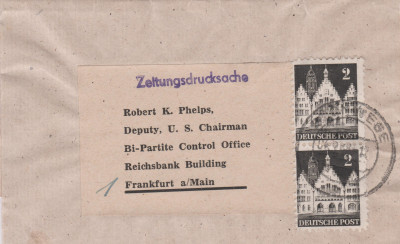 Zeitungsdrucksache
Robert K. Phelps,
Deputy, U. S. Chairman
Bi-Partite Control Office
Reichsbank Building
Frankfurt a/Main
2
DEUTSCHE POST
2
DEUTSCHE POST